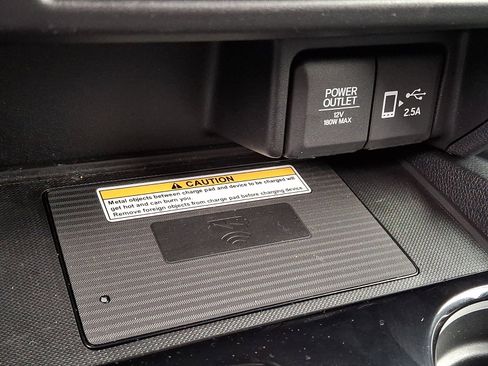 POWER
OUTLET
12V
180W MAX
2.5A
CAUTION
Metal objects between charge pad and device to be charged will
get hot and can burn you
Remove foreign objects from charge pad before charging device